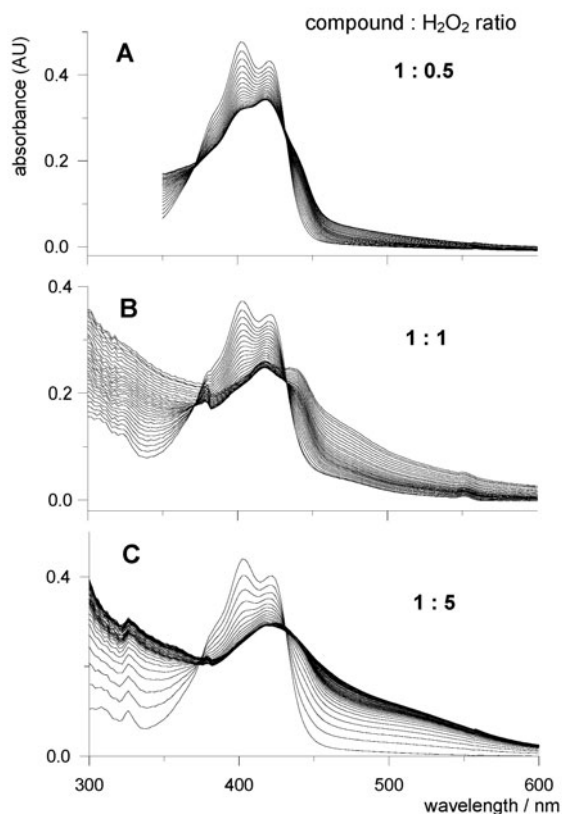 compound : H₂O₂ ratio
A
1 : 0.5
absorbance (AU)
0.4
0.2
0.0
B
1 : 1
0.4
0.2
0.0
C
1 : 5
0.4
0.0
300 400 500 600
wavelength / nm